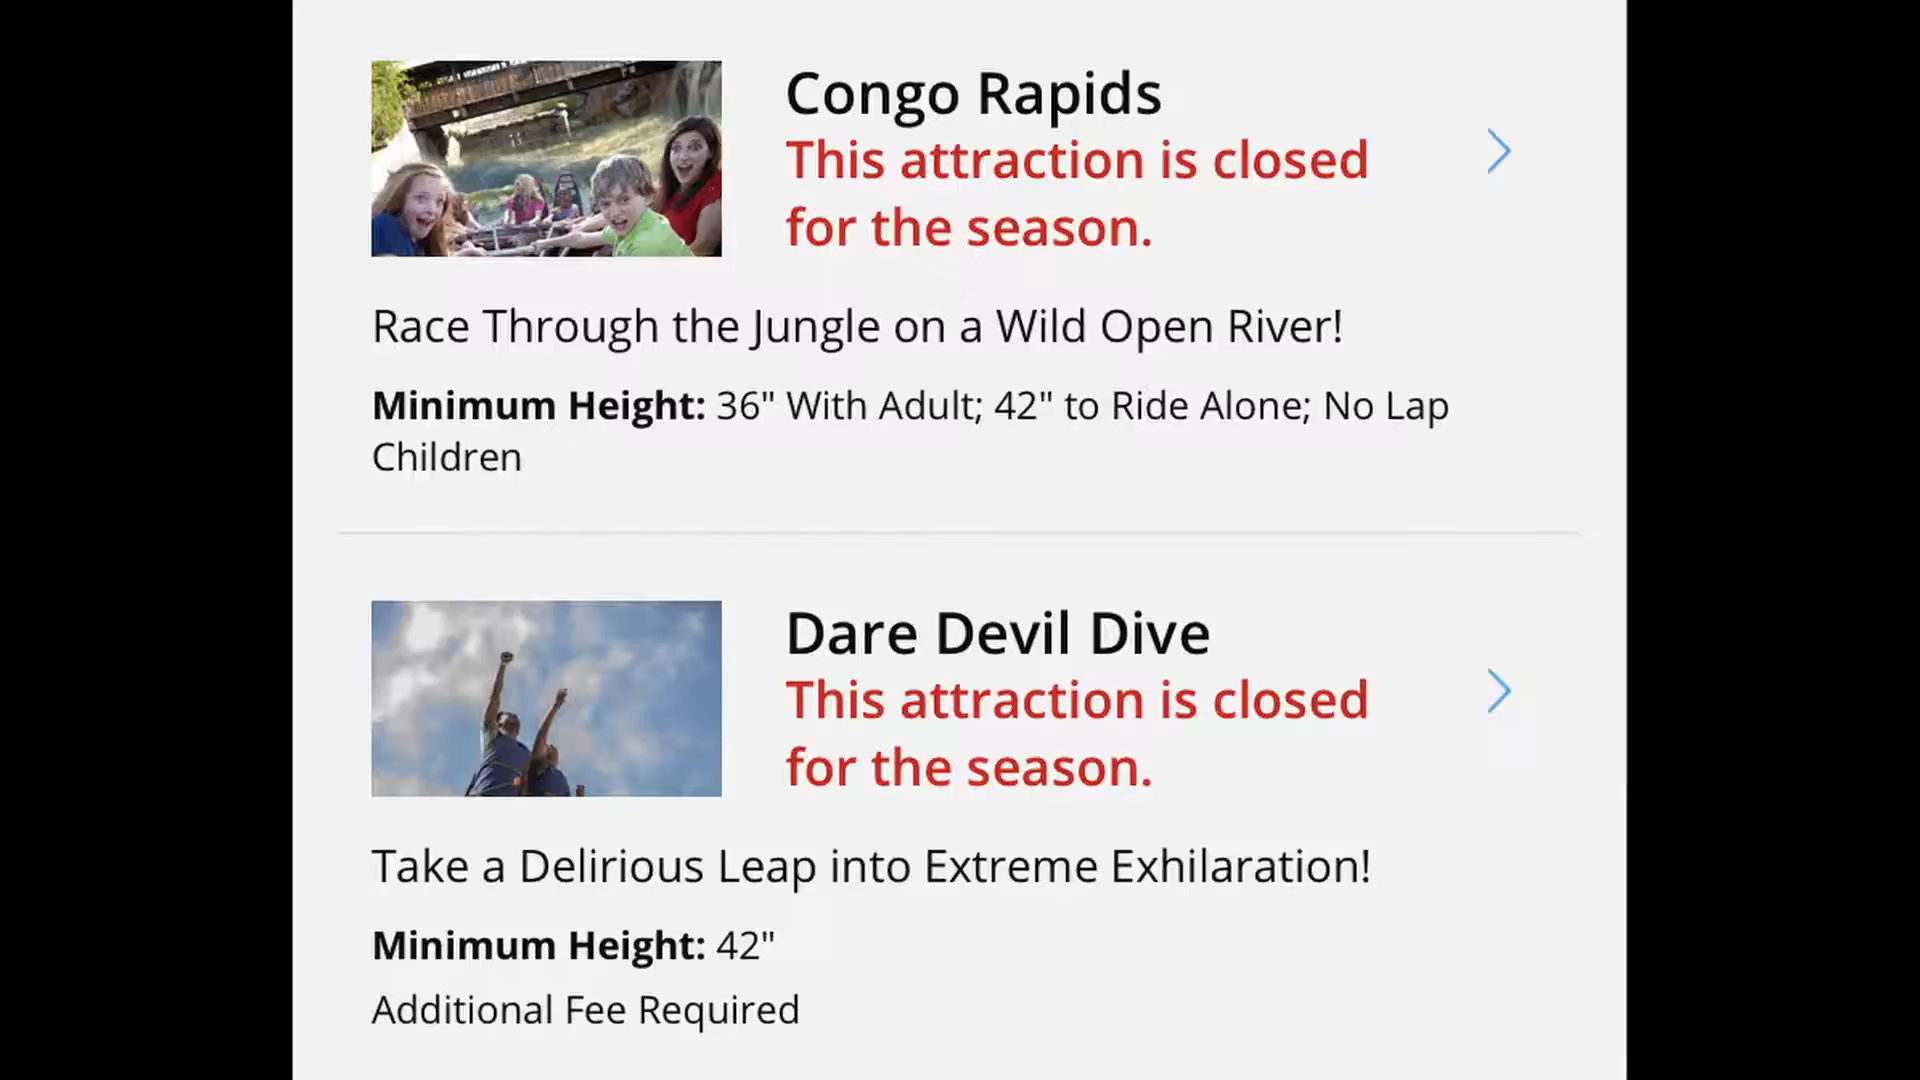 Congo Rapids
This attraction is closed
for the season.
Race Through the Jungle on a Wild Open River!
Minimum Height: 36" With Adult; 42" to Ride Alone; No Lap
Children
Dare Devil Dive
This attraction is closed
for the season.
Take a Delirious Leap into Extreme Exhilaration!
Minimum Height: 42"
Additional Fee Required